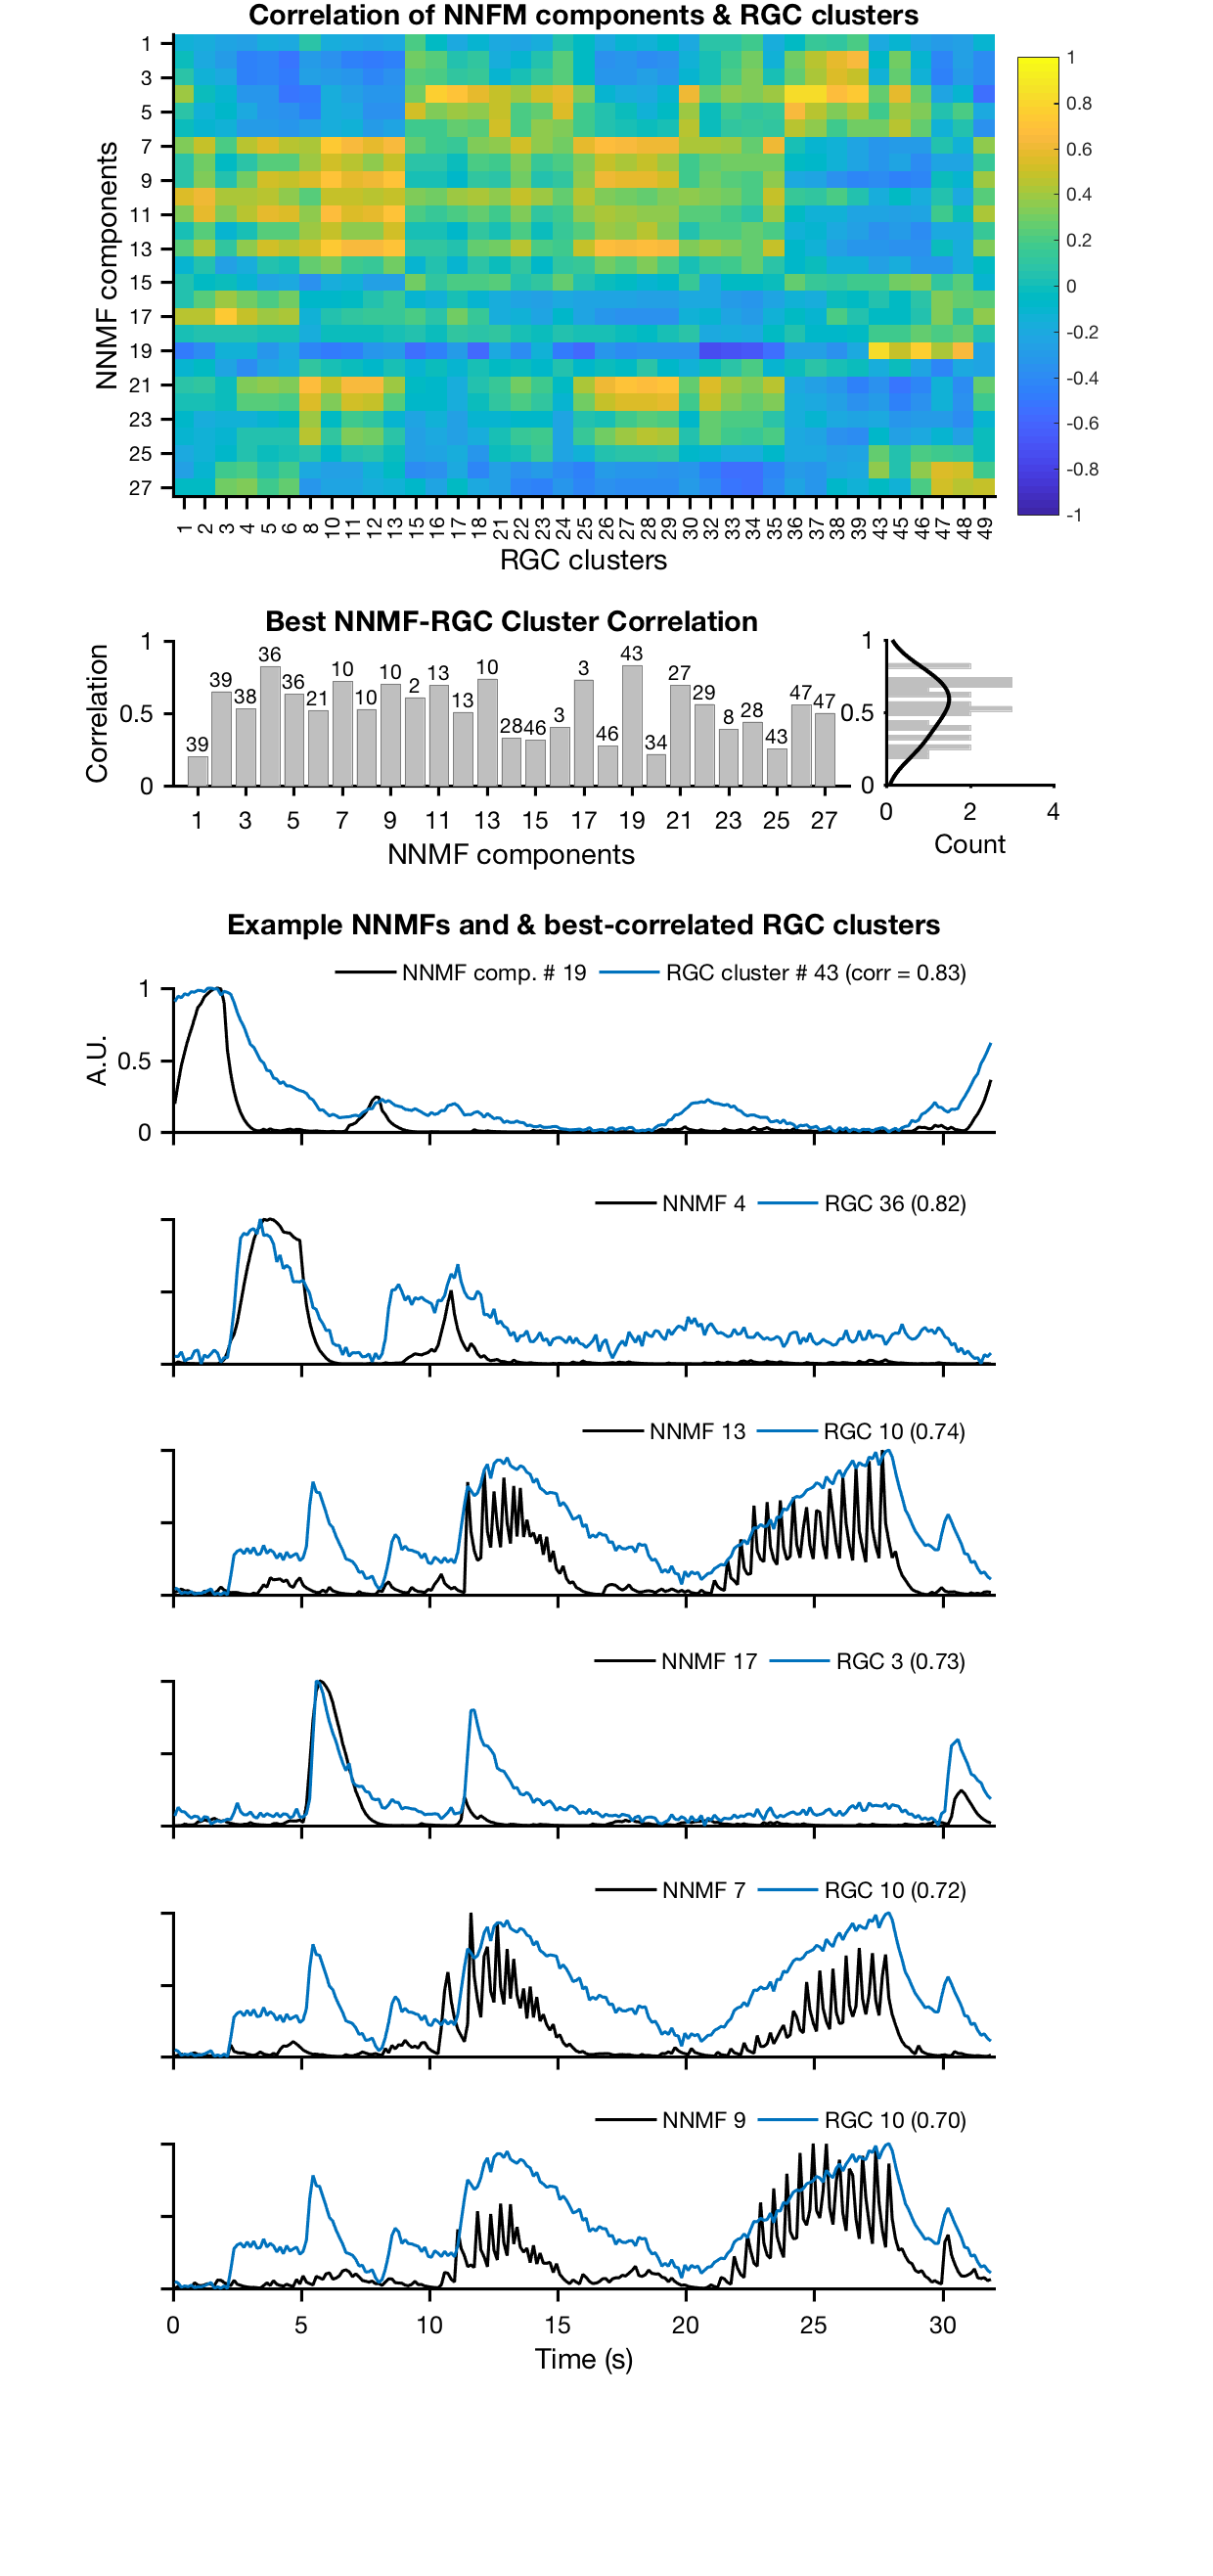 Correlation of NNFM components & RGC clusters
NNMF components
1
3
5
7
9
11
13
15
17
19
21
23
25
27
1
0.8
0.6
0.4
0.2
0
-0.2
-0.4
-0.6
-0.8
-1
1 2 3 4 5 6 8 10 11 12 13 15 16 17 18 21 22 23 24 25 26 27 28 29 30 32 33 34 35 36 37 38 39 43 45 46 47 48 49
RGC clusters
Best NNMF-RGC Cluster Correlation
Correlation
1
0.5
0
39 39 38 36 36 21 10 10 10 2 13 13 10 28 46 3 3 46 43 34 27 29 8 28 43 47 47
1 3 5 7 9 11 13 15 17 19 21 23 25 27
NNMF components
1
0.5
0
0 2 4
Count
Example NNMFs and & best-correlated RGC clusters
NNMF comp. # 19 RGC cluster # 43 (corr = 0.83)
A.U.
1
0.5
0
NNMF 4 RGC 36 (0.82)
NNMF 13 RGC 10 (0.74)
NNMF 17 RGC 3 (0.73)
NNMF 7 RGC 10 (0.72)
NNMF 9 RGC 10 (0.70)
0 5 10 15 20 25 30
Time (s)